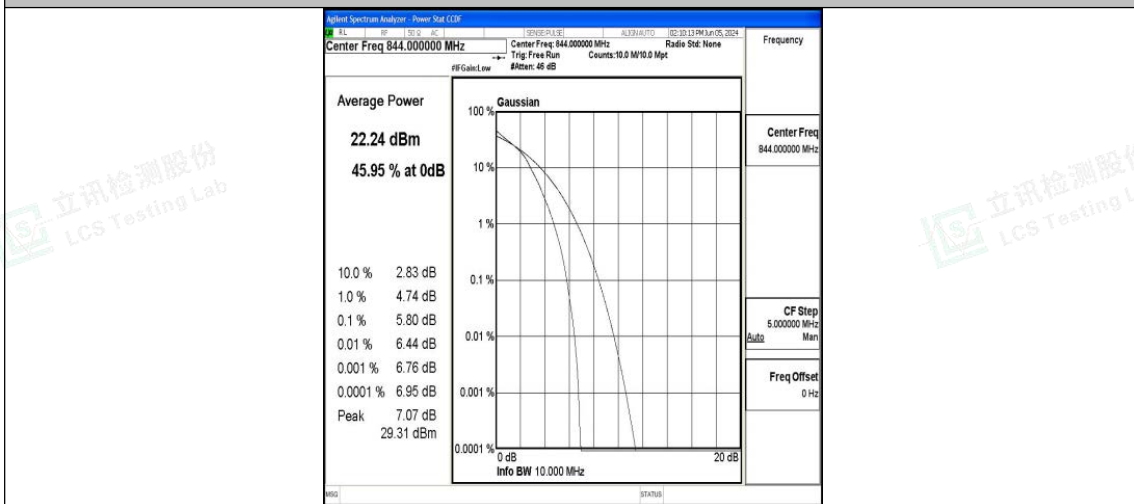 Agilent Spectrum Analyzer - Power Stat CCDF
RL RF 50 Ω AC SENSE:PULSE ALIGN AUTO 02:10:13 PM Jun 05, 2024
Center Freq 844.000000 MHz
Center Freq: 844.000000 MHz Radio Std: None
Trig: Free Run Counts:10.0 M/10.0 Mpt
#IFGain:Low #Atten: 46 dB
Frequency
Center Freq
844.000000 MHz
CF Step
5.000000 MHz
Auto Man
Freq Offset
0 Hz
Average Power
22.24 dBm
45.95 % at 0dB
10.0 % 2.83 dB
1.0 % 4.74 dB
0.1 % 5.80 dB
0.01 % 6.44 dB
0.001 % 6.76 dB
0.0001 % 6.95 dB
Peak 7.07 dB
29.31 dBm
Gaussian
100 %
10 %
1 %
0.1 %
0.01 %
0.001 %
0.0001 %
0 dB 20 dB
Info BW 10.000 MHz
MSG STATUS
立讯检测股份
LCS Testing Lab
立讯检测股份
LCS Testing L